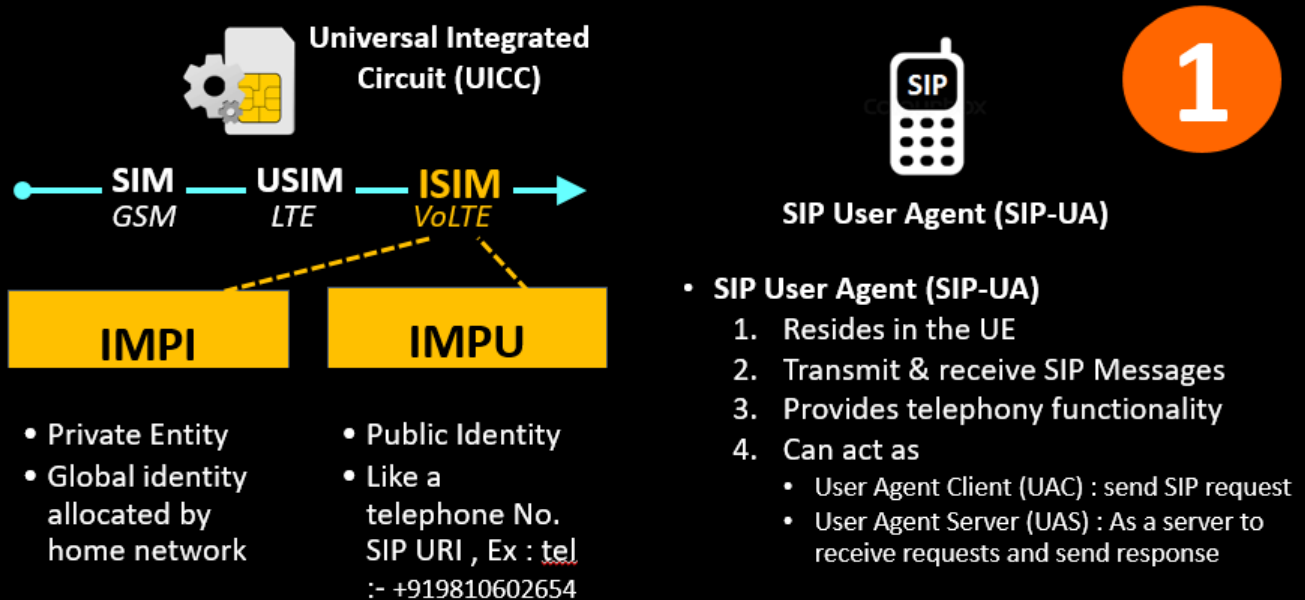 Universal Integrated
Circuit (UICC)
SIM
GSM
USIM
LTE
ISIM
VoLTE
IMPI
IMPU
• Private Entity
• Global identity
allocated by
home network
• Public Identity
• Like a
telephone No.
SIP URI , Ex : tel
:- +919810602654
SIP
1
SIP User Agent (SIP-UA)
• SIP User Agent (SIP-UA)
1. Resides in the UE
2. Transmit & receive SIP Messages
3. Provides telephony functionality
4. Can act as
• User Agent Client (UAC) : send SIP request
• User Agent Server (UAS) : As a server to
receive requests and send response